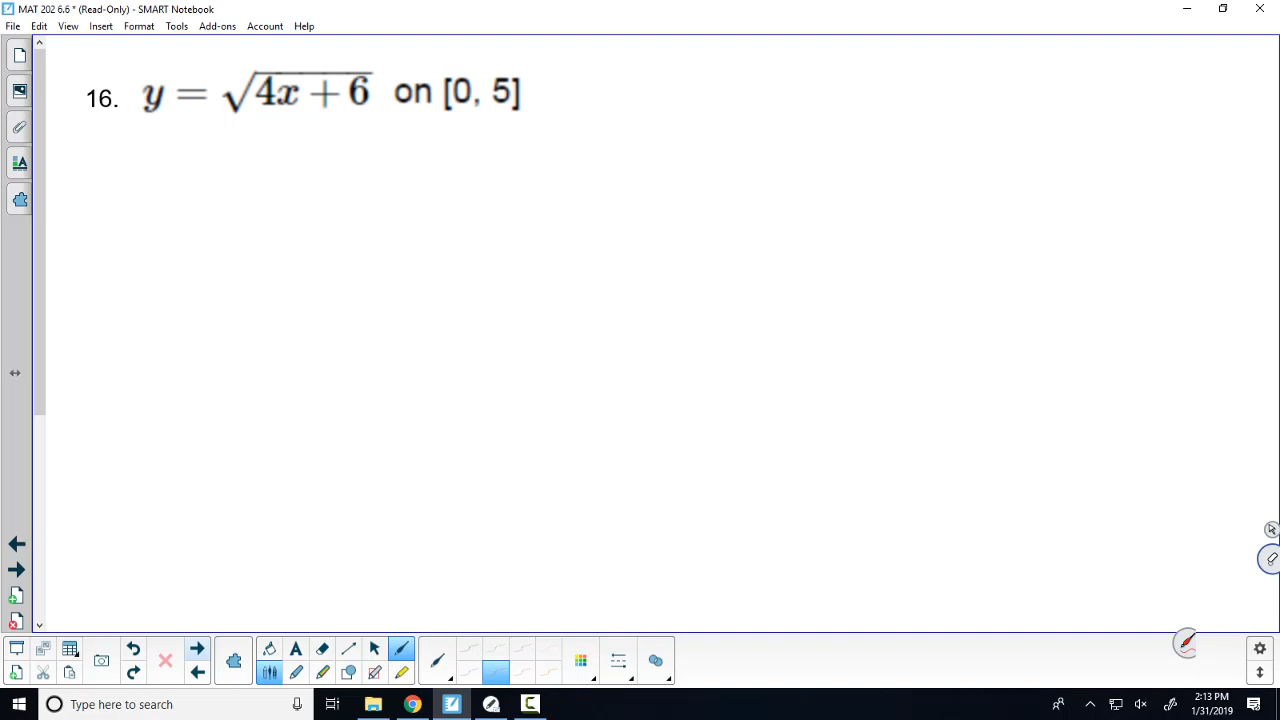 MAT 202 6.6 * (Read-Only) - SMART Notebook
File Edit View Insert Format Tools Add-ons Account Help
16. y = √(4x + 6) on [0, 5]
Type here to search
2:13 PM
1/31/2019